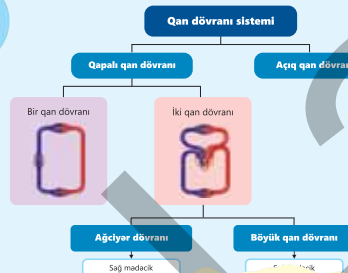 Qan dövranı sistemi
Qapalı qan dövranı
Açıq qan dövranı
Bir qan dövranı
İki qan dövranı
Ağciyər dövranı
Böyük qan dövranı
Sağ mədəcik